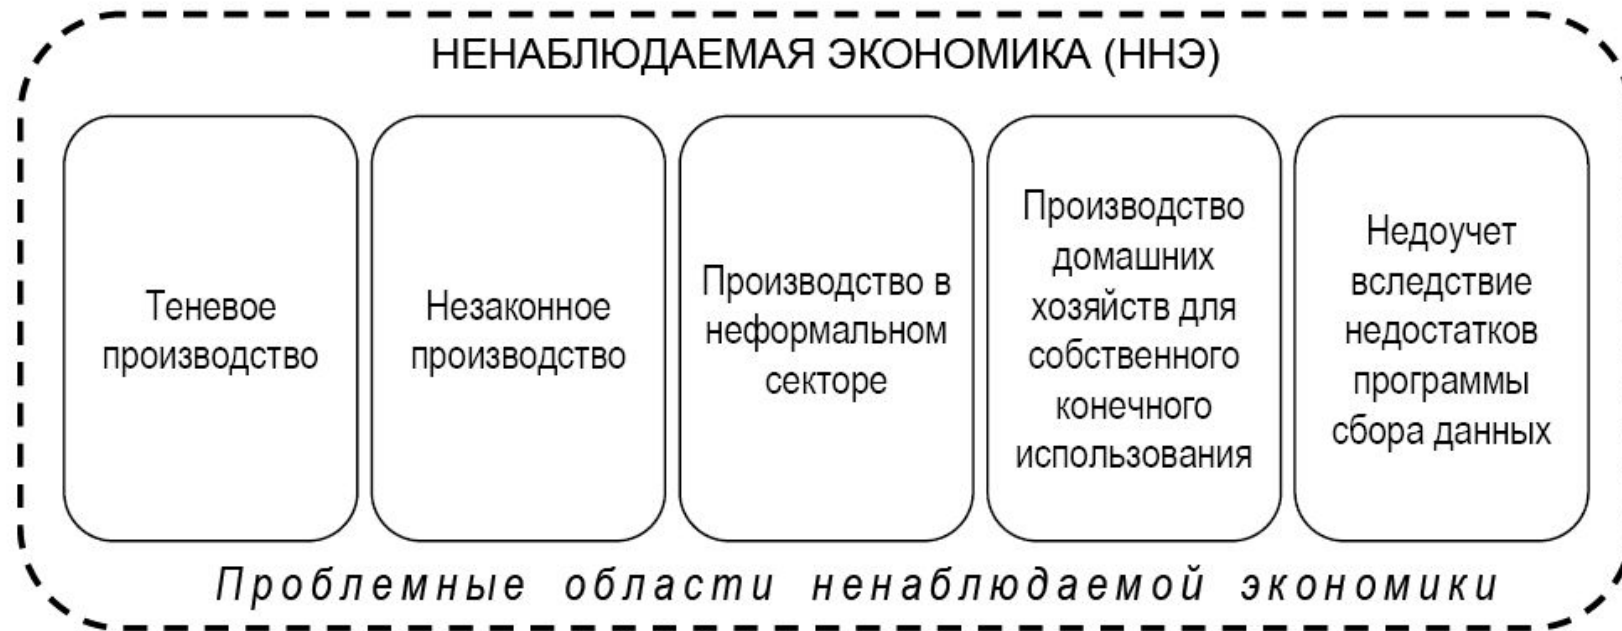 НЕНАБЛЮДАЕМАЯ ЭКОНОМИКА (ННЭ)
Теневое
производство
Незаконное
производство
Производство в
неформальном
секторе
Производство
домашних
хозяйств для
собственного
конечного
использования
Недоучет
вследствие
недостатков
программы
сбора данных
Проблемные области ненаблюдаемой экономики